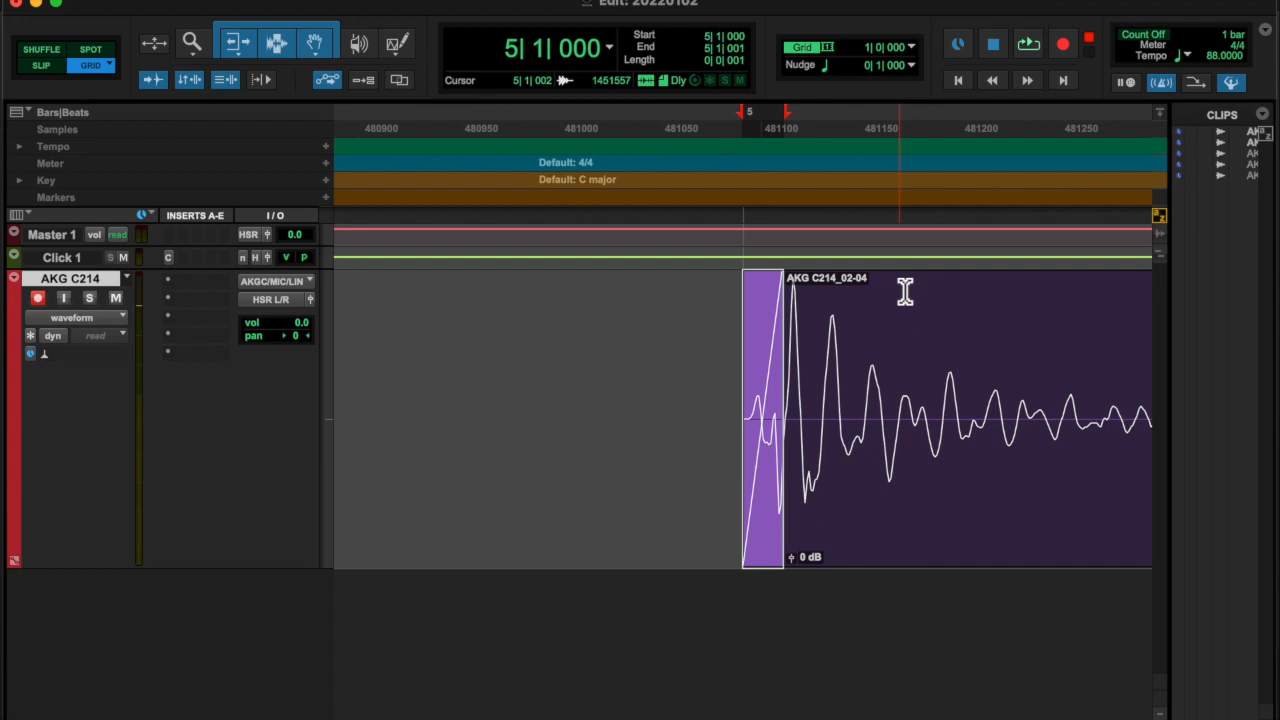 Edit: 20220102
SHUFFLE SPOT
SLIP GRID
5| 1| 000
Start 5| 1| 000
End 5| 1| 001
Length 0| 0| 001
Cursor 5| 1| 002 1451557 Dly S M
Grid 1| 0| 000
Nudge 0| 1| 000
Count Off 1 bar
Meter 4/4
Tempo 88.0000
Bars|Beats 5
Samples 480900 480950 481000 481050 481100 481150 481200 481250
Tempo
Meter Default: 4/4
Key Default: C major
Markers
INSERTS A-E I / O
CLIPS
a z
AK
AK
AK
AK
AK
Master 1 vol read HSR 0.0
Click 1 S M C n H v p
AKG C214
I S M
waveform
dyn read
AKGC/MIC/LIN
HSR L/R
vol 0.0
pan 0
AKG C214_02-04
0 dB
a z